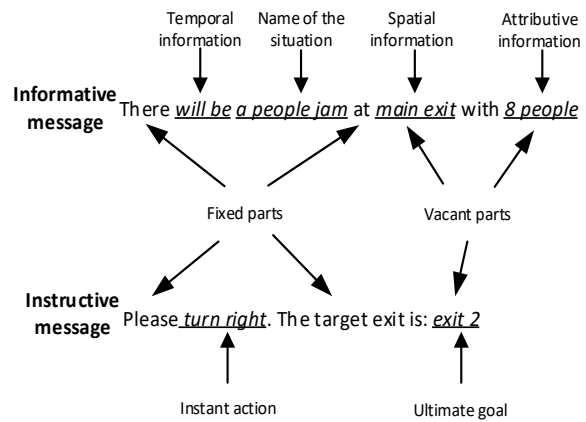 Temporal information
Name of the situation
Spatial information
Attributive information
Informative message
There will be a people jam at main exit with 8 people
Fixed parts
Vacant parts
Instructive message
Please turn right. The target exit is: exit 2
Instant action
Ultimate goal